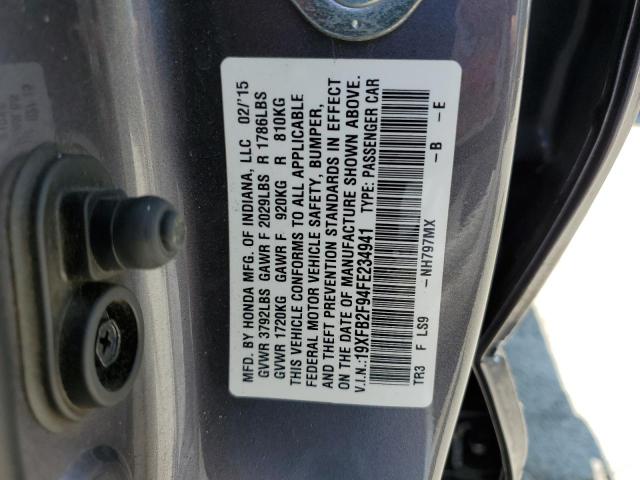 MFD. BY HONDA MFG. OF INDIANA, LLC 02/'15
GVWR 3792LBS GAWR F 2029LBS R 1786LBS
GVWR 1720KG GAWR F 920KG R 810KG
THIS VEHICLE CONFORMS TO ALL APPLICABLE
FEDERAL MOTOR VEHICLE SAFETY, BUMPER,
AND THEFT PREVENTION STANDARDS IN EFFECT
ON THE DATE OF MANUFACTURE SHOWN ABOVE.
V.I.N.:19XFB2F94FE234941 TYPE: PASSENGER CAR
TR3 F LS9 -NH797MX -B -E